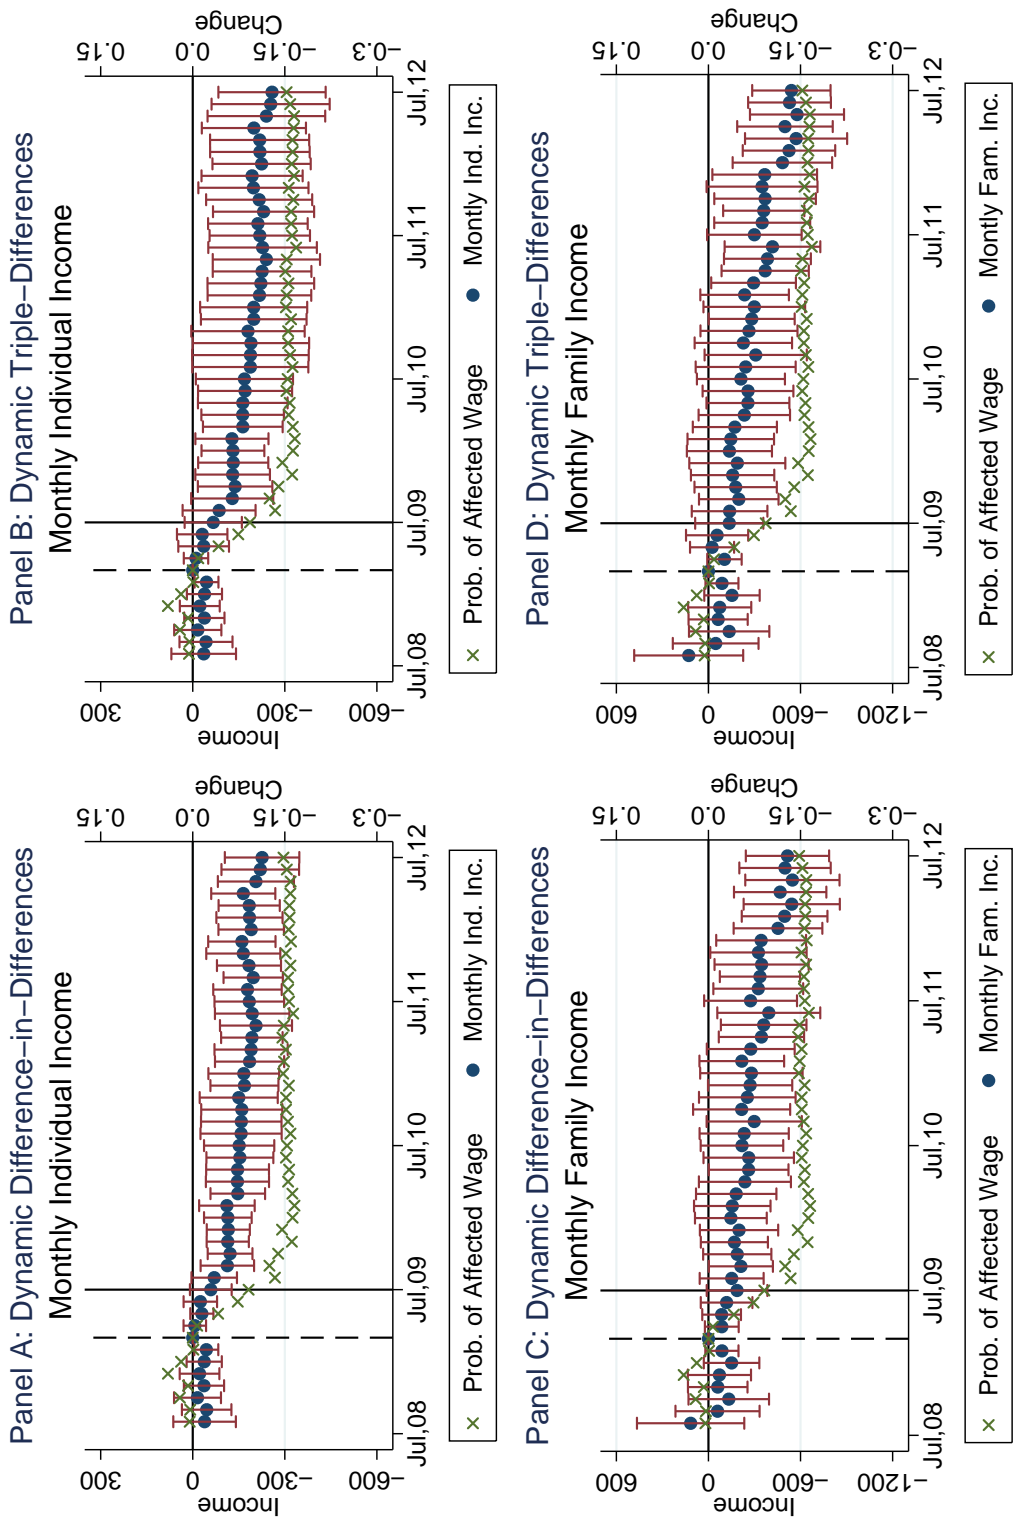 Panel A: Dynamic Difference−in−Differences
Monthly Individual Income
300
0
−300
−600
Income
0.15
0.0
−0.15
−0.3
Change
Jul,08
Jul,09
Jul,10
Jul,11
Jul,12
Prob. of Affected Wage
Monthly Ind. Inc.
Panel B: Dynamic Triple−Differences
Monthly Individual Income
300
0
−300
−600
Income
0.15
0.0
−0.15
−0.3
Change
Jul,08
Jul,09
Jul,10
Jul,11
Jul,12
Prob. of Affected Wage
Montly Ind. Inc.
Panel C: Dynamic Difference−in−Differences
Monthly Family Income
600
0
−600
−1200
Income
0.15
0.0
−0.15
−0.3
Change
Jul,08
Jul,09
Jul,10
Jul,11
Jul,12
Prob. of Affected Wage
Monthly Fam. Inc.
Panel D: Dynamic Triple−Differences
Monthly Family Income
600
0
−600
−1200
Income
0.15
0.0
−0.15
−0.3
Change
Jul,08
Jul,09
Jul,10
Jul,11
Jul,12
Prob. of Affected Wage
Montly Fam. Inc.